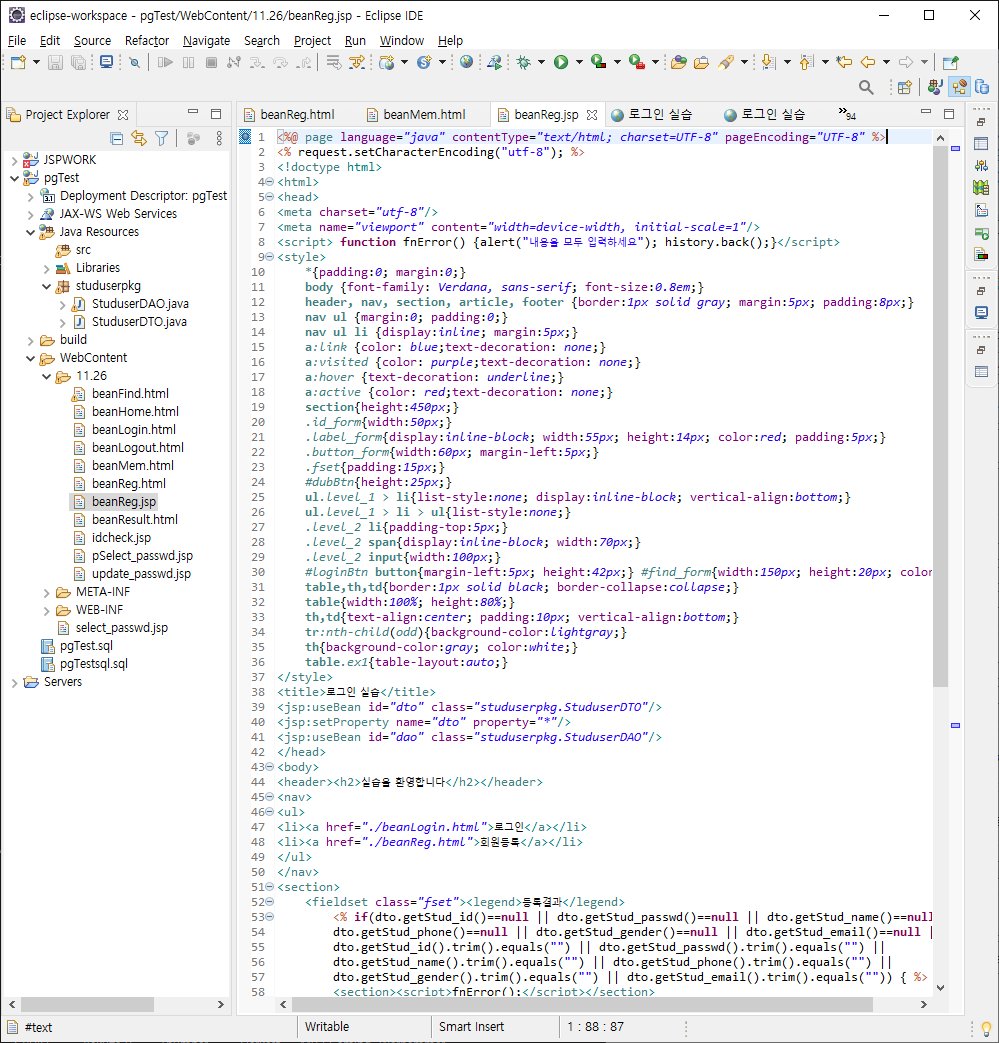 eclipse-workspace - pgTest/WebContent/11.26/beanReg.jsp - Eclipse IDE
File Edit Source Refactor Navigate Search Project Run Window Help
Project Explorer
JSPWORK
pgTest
Deployment Descriptor: pgTest
JAX-WS Web Services
Java Resources
src
Libraries
studuserpkg
StuduserDAO.java
StuduserDTO.java
build
WebContent
11.26
beanFind.html
beanHome.html
beanLogin.html
beanLogout.html
beanMem.html
beanReg.html
beanReg.jsp
beanResult.html
idcheck.jsp
pSelect_passwd.jsp
update_passwd.jsp
META-INF
WEB-INF
select_passwd.jsp
pgTest.sql
pgTestsql.sql
Servers
beanReg.html beanMem.html beanReg.jsp 로그인 실습 로그인 실습 »94
1 <%@ page language="java" contentType="text/html; charset=UTF-8" pageEncoding="UTF-8" %>
2 <% request.setCharacterEncoding("utf-8"); %>
3 <!doctype html>
4 <html>
5 <head>
6 <meta charset="utf-8"/>
7 <meta name="viewport" content="width=device-width, initial-scale=1"/>
8 <script> function fnError() {alert("내용을 모두 입력하세요"); history.back();}</script>
9 <style>
10 *{padding:0; margin:0;}
11 body {font-family: Verdana, sans-serif; font-size:0.8em;}
12 header, nav, section, article, footer {border:1px solid gray; margin:5px; padding:8px;}
13 nav ul {margin:0; padding:0;}
14 nav ul li {display:inline; margin:5px;}
15 a:link {color: blue;text-decoration: none;}
16 a:visited {color: purple;text-decoration: none;}
17 a:hover {text-decoration: underline;}
18 a:active {color: red;text-decoration: none;}
19 section{height:450px;}
20 .id_form{width:50px;}
21 .label_form{display:inline-block; width:55px; height:14px; color:red; padding:5px;}
22 .button_form{width:60px; margin-left:5px;}
23 .fset{padding:15px;}
24 #dubBtn{height:25px;}
25 ul.level_1 > li{list-style:none; display:inline-block; vertical-align:bottom;}
26 ul.level_1 > li > ul{list-style:none;}
27 .level_2 li{padding-top:5px;}
28 .level_2 span{display:inline-block; width:70px;}
29 .level_2 input{width:100px;}
30 #loginBtn button{margin-left:5px; height:42px;} #find_form{width:150px; height:20px; colo
31 table,th,td{border:1px solid black; border-collapse:collapse;}
32 table{width:100%; height:80%;}
33 th,td{text-align:center; padding:10px; vertical-align:bottom;}
34 tr:nth-child(odd){background-color:lightgray;}
35 th{background-color:gray; color:white;}
36 table.ex1{table-layout:auto;}
37 </style>
38 <title>로그인 실습</title>
39 <jsp:useBean id="dto" class="studuserpkg.StuduserDTO"/>
40 <jsp:setProperty name="dto" property="*"/>
41 <jsp:useBean id="dao" class="studuserpkg.StuduserDAO"/>
42 </head>
43 <body>
44 <header><h2>실습을 환영합니다</h2></header>
45 <nav>
46 <ul>
47 <li><a href="./beanLogin.html">로그인</a></li>
48 <li><a href="./beanReg.html">회원등록</a></li>
49 </ul>
50 </nav>
51 <section>
52 <fieldset class="fset"><legend>등록결과</legend>
53 <% if(dto.getStud_id()==null || dto.getStud_passwd()==null || dto.getStud_name()==null
54 dto.getStud_phone()==null || dto.getStud_gender()==null || dto.getStud_email()==null |
55 dto.getStud_id().trim().equals("") || dto.getStud_passwd().trim().equals("") ||
56 dto.getStud_name().trim().equals("") || dto.getStud_phone().trim().equals("") ||
57 dto.getStud_gender().trim().equals("") || dto.getStud_email().trim().equals("")) { %>
58 <section><script>fnError();</script></section>
#text Writable Smart Insert 1 : 88 : 87